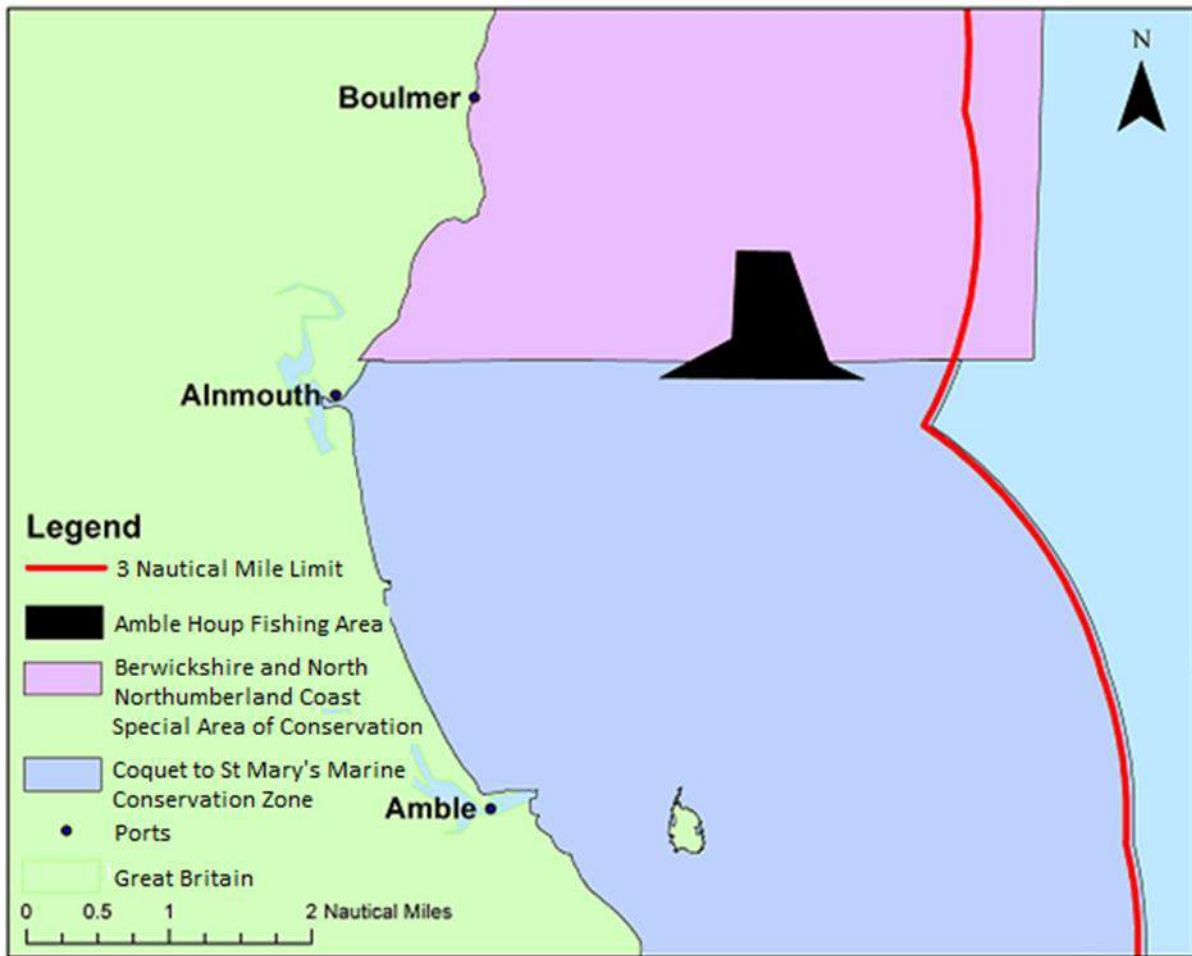 N
Boulmer
Alnmouth
Legend
3 Nautical Mile Limit
Amble Houp Fishing Area
Berwickshire and North
Northumberland Coast
Special Area of Conservation
Coquet to St Mary's Marine
Conservation Zone
Amble
Ports
Great Britain
0 0.5 1 2 Nautical Miles